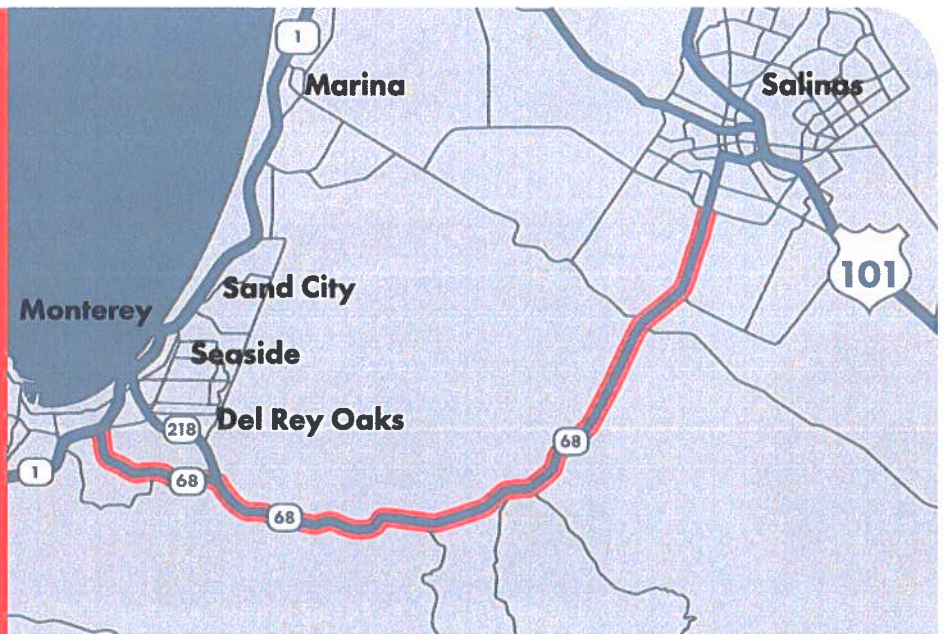 1
Marina
Salinas
101
Sand City
Monterey
Seaside
Del Rey Oaks
218
68
1
68
68